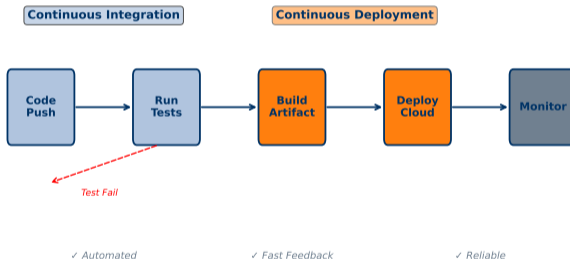 Continuous Integration
Continuous Deployment
Code
Push
Run
Tests
Build
Artifact
Deploy
Cloud
Monitor
Test Fail
✓ Automated
✓ Fast Feedback
✓ Reliable